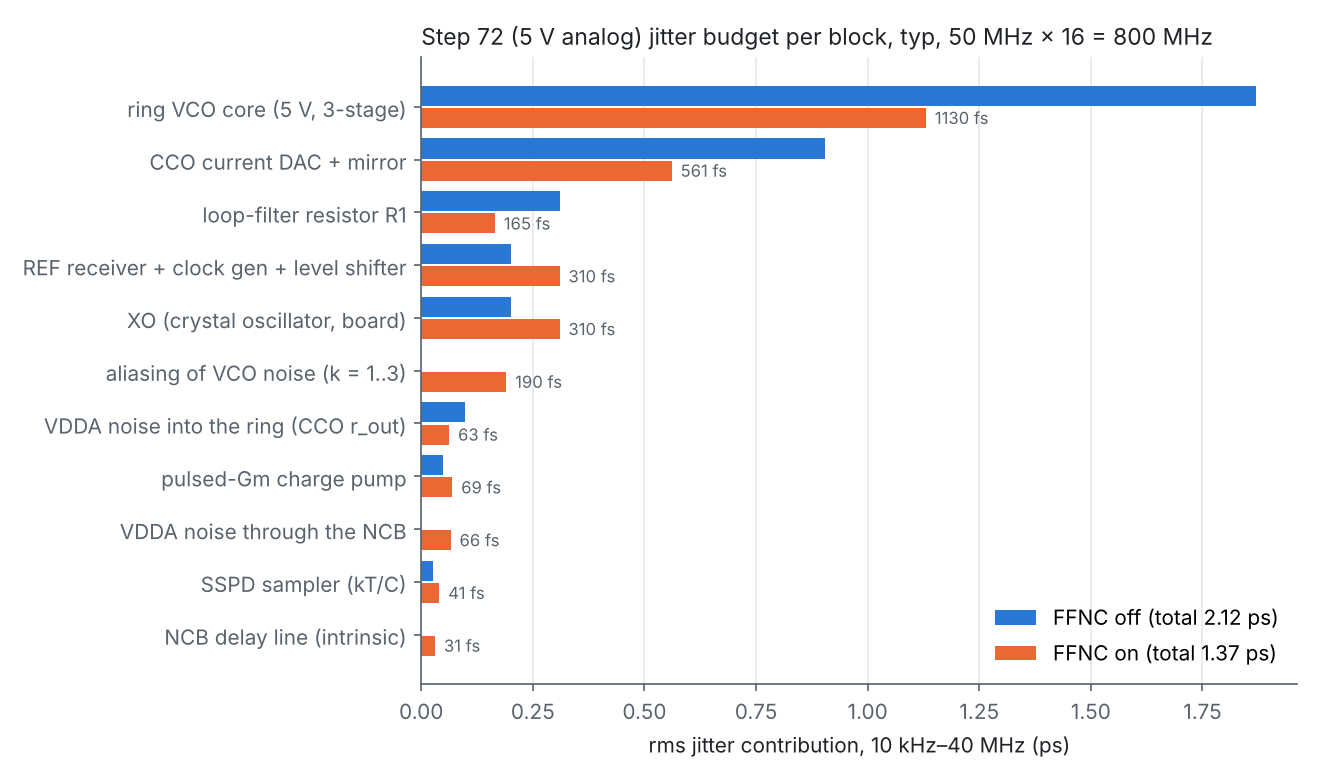 Step 72 (5 V analog) jitter budget per block, typ, 50 MHz × 16 = 800 MHz
ring VCO core (5 V, 3-stage)
1130 fs
CCO current DAC + mirror
561 fs
loop-filter resistor R1
165 fs
REF receiver + clock gen + level shifter
310 fs
XO (crystal oscillator, board)
310 fs
aliasing of VCO noise (k = 1..3)
190 fs
VDDA noise into the ring (CCO r_out)
63 fs
pulsed-Gm charge pump
69 fs
VDDA noise through the NCB
66 fs
SSPD sampler (kT/C)
41 fs
NCB delay line (intrinsic)
31 fs
FFNC off (total 2.12 ps)
FFNC on (total 1.37 ps)
0.00 0.25 0.50 0.75 1.00 1.25 1.50 1.75
rms jitter contribution, 10 kHz–40 MHz (ps)